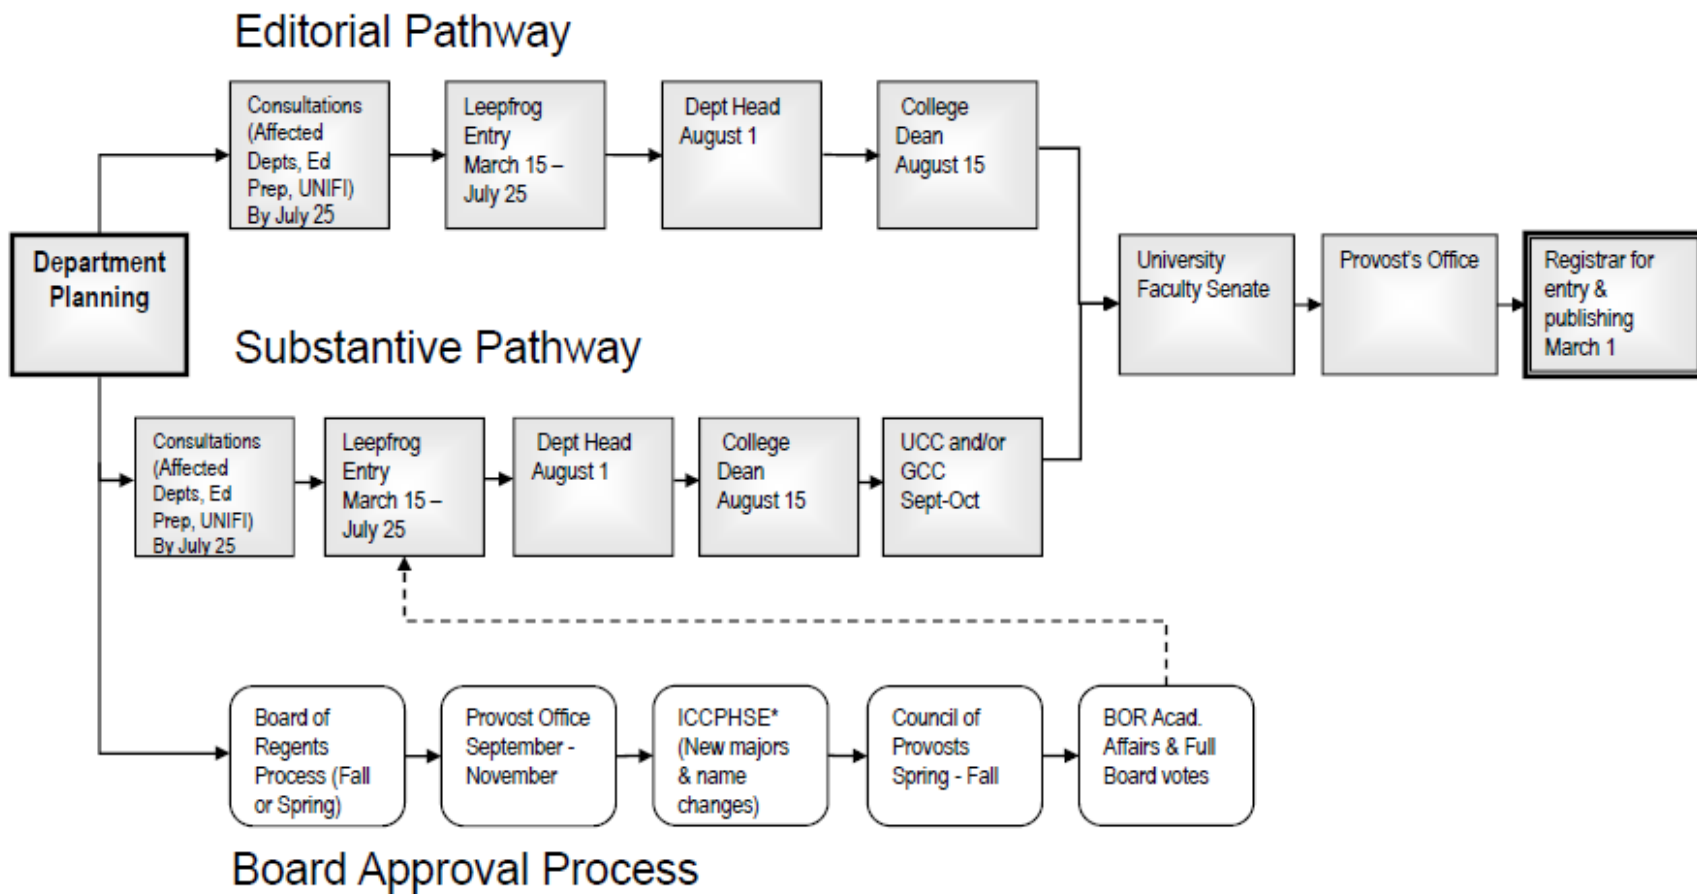 Editorial Pathway
Consultations
(Affected
Depts, Ed
Prep, UNIFI)
By July 25
Leepfrog
Entry
March 15 –
July 25
Dept Head
August 1
College
Dean
August 15
Department
Planning
University
Faculty Senate
Provost's Office
Registrar for
entry &
publishing
March 1
Substantive Pathway
Consultations
(Affected
Depts, Ed
Prep, UNIFI)
By July 25
Leepfrog
Entry
March 15 –
July 25
Dept Head
August 1
College
Dean
August 15
UCC and/or
GCC
Sept-Oct
Board of
Regents
Process (Fall
or Spring)
Provost Office
September -
November
ICCPHSE*
(New majors
& name
changes)
Council of
Provosts
Spring - Fall
BOR Acad.
Affairs & Full
Board votes
Board Approval Process